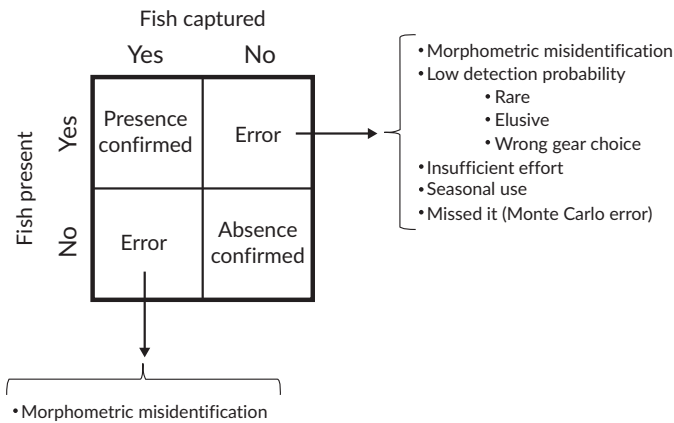 Fish captured
Yes No
Fish present
Yes
Presence
confirmed
Error
No
Error
Absence
confirmed
• Morphometric misidentification
• Low detection probability
• Rare
• Elusive
• Wrong gear choice
• Insufficient effort
• Seasonal use
• Missed it (Monte Carlo error)
• Morphometric misidentification